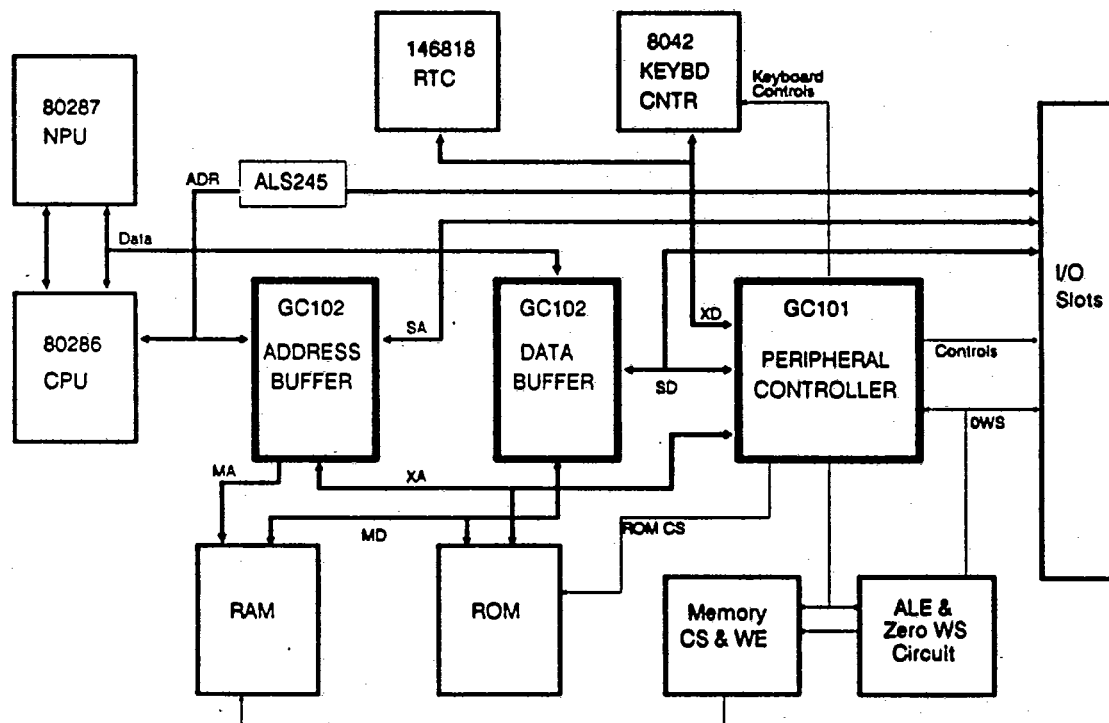 80287
NPU
146818
RTC
8042
KEYBD
CNTR
Keyboard
Controls
ADR
ALS245
Data
80286
CPU
GC102
ADDRESS
BUFFER
SA
GC102
DATA
BUFFER
SD
XD
GC101
PERIPHERAL
CONTROLLER
Controls
0WS
I/O
Slots
MA
XA
MD
ROM CS
RAM
ROM
Memory
CS & WE
ALE &
Zero WS
Circuit